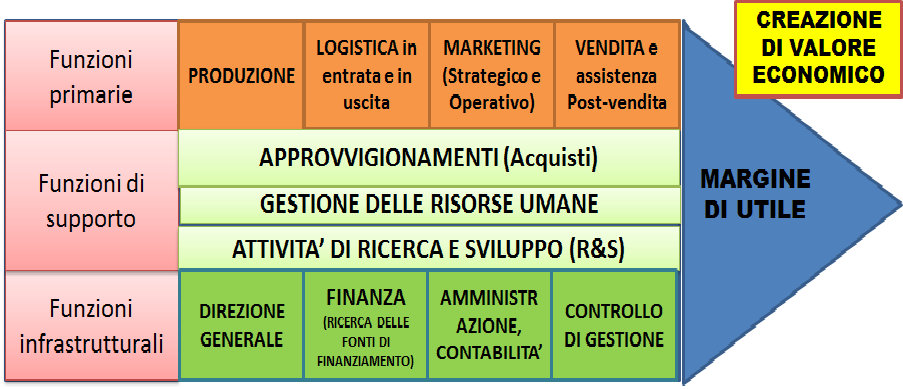 Funzioni
primarie
PRODUZIONE
LOGISTICA in
entrata e in
uscita
MARKETING
(Strategico e
Operativo)
VENDITA e
assistenza
Post-vendita
CREAZIONE
DI VALORE
ECONOMICO
Funzioni di
supporto
APPROVVIGIONAMENTI (Acquisti)
GESTIONE DELLE RISORSE UMANE
ATTIVITA’ DI RICERCA E SVILUPPO (R&S)
MARGINE
DI UTILE
Funzioni
infrastrutturali
DIREZIONE
GENERALE
FINANZA
(RICERCA DELLE
FONTI DI
FINANZIAMENTO)
AMMINISTR
AZIONE,
CONTABILITA’
CONTROLLO
DI GESTIONE